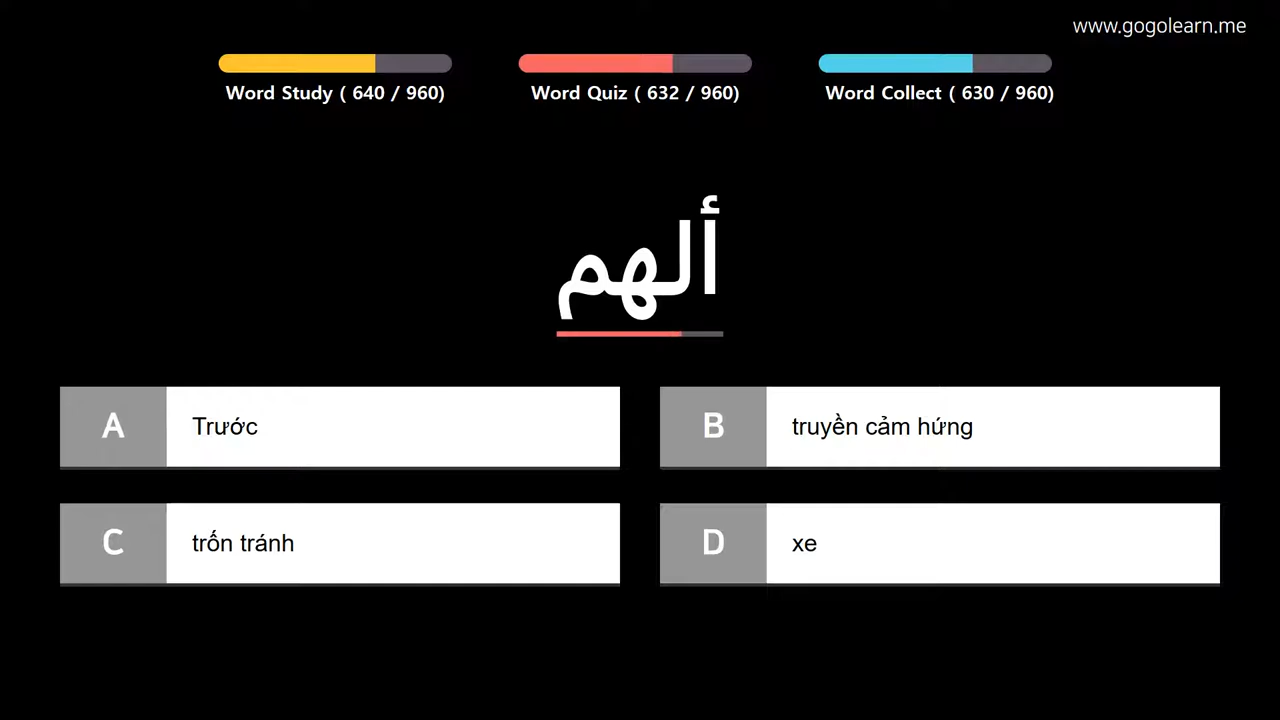 www.gogolearn.me
Word Study ( 640 / 960)
Word Quiz ( 632 / 960)
Word Collect ( 630 / 960)
ألهم
A Trước
B truyền cảm hứng
C trốn tránh
D xe